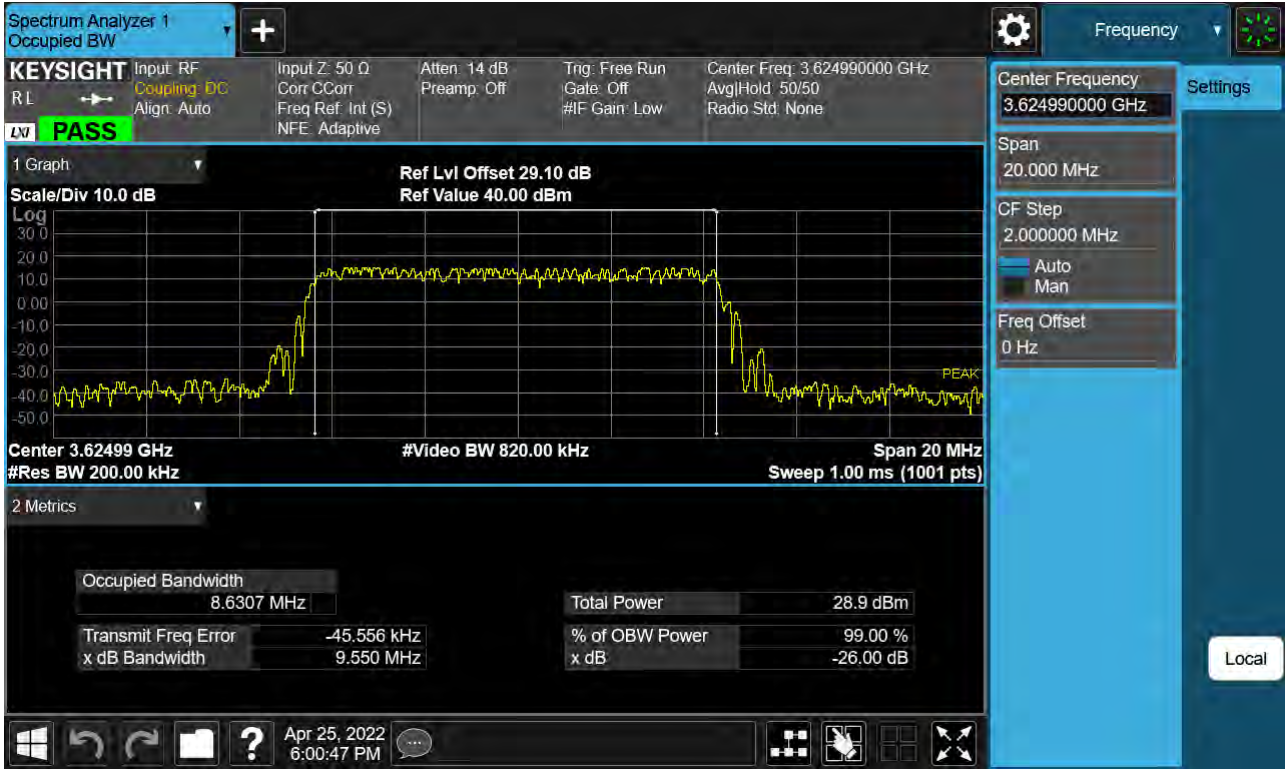 Spectrum Analyzer 1
Occupied BW
Frequency
KEYSIGHT
R L
LXI
PASS
Input: RF
Coupling: DC
Align: Auto
Input Z: 50 Ω
Corr CCorr
Freq Ref: Int (S)
NFE: Adaptive
Atten: 14 dB
Preamp: Off
Trig: Free Run
Gate: Off
#IF Gain: Low
Center Freq: 3.624990000 GHz
Avg|Hold: 50/50
Radio Std: None
1 Graph
Scale/Div 10.0 dB
Ref Lvl Offset 29.10 dB
Ref Value 40.00 dBm
Log
30.0
20.0
10.0
0.00
-10.0
-20.0
-30.0
-40.0
-50.0
PEAK
Center 3.62499 GHz
#Res BW 200.00 kHz
#Video BW 820.00 kHz
Span 20 MHz
Sweep 1.00 ms (1001 pts)
2 Metrics
Occupied Bandwidth
8.6307 MHz
Transmit Freq Error -45.556 kHz
x dB Bandwidth 9.550 MHz
Total Power 28.9 dBm
% of OBW Power 99.00 %
x dB -26.00 dB
Center Frequency
3.624990000 GHz
Span
20.000 MHz
CF Step
2.000000 MHz
Auto
Man
Freq Offset
0 Hz
Settings
Local
?
Apr 25, 2022
6:00:47 PM